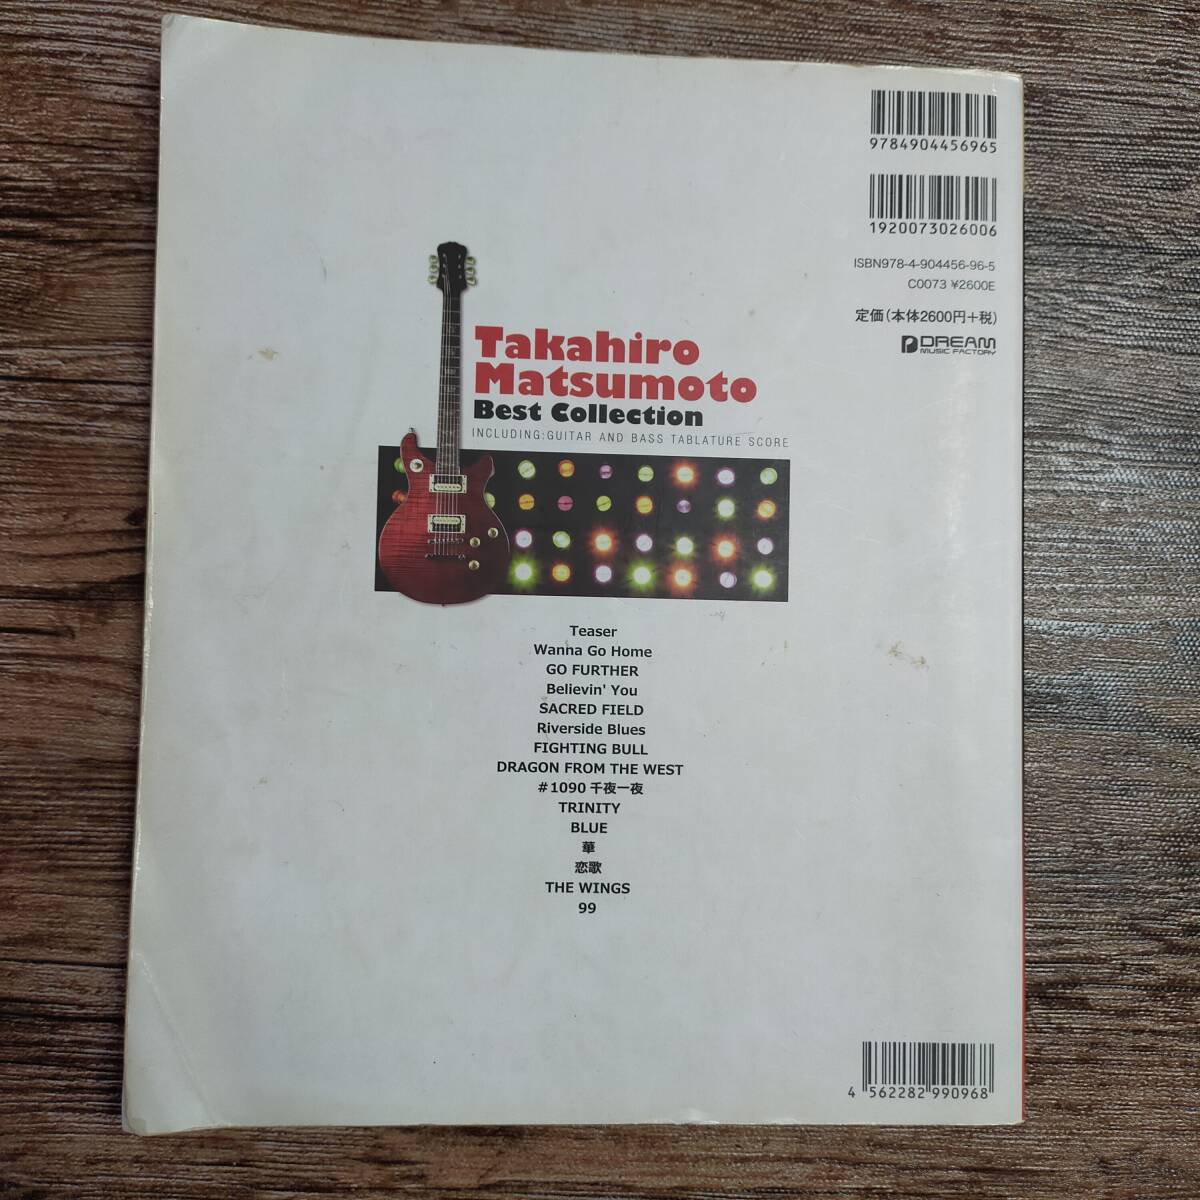 9784904456965
1920073026006
ISBN978-4-904456-96-5
C0073 ¥2600E
定価(本体2600円+税)
DREAM
MUSIC FACTORY
Takahiro
Matsumoto
Best Collection
INCLUDING:GUITAR AND BASS TABLATURE SCORE
Teaser
Wanna Go Home
GO FURTHER
Believin' You
SACRED FIELD
Riverside Blues
FIGHTING BULL
DRAGON FROM THE WEST
#1090 千夜一夜
TRINITY
BLUE
華
恋歌
THE WINGS
99
4 562282 990968